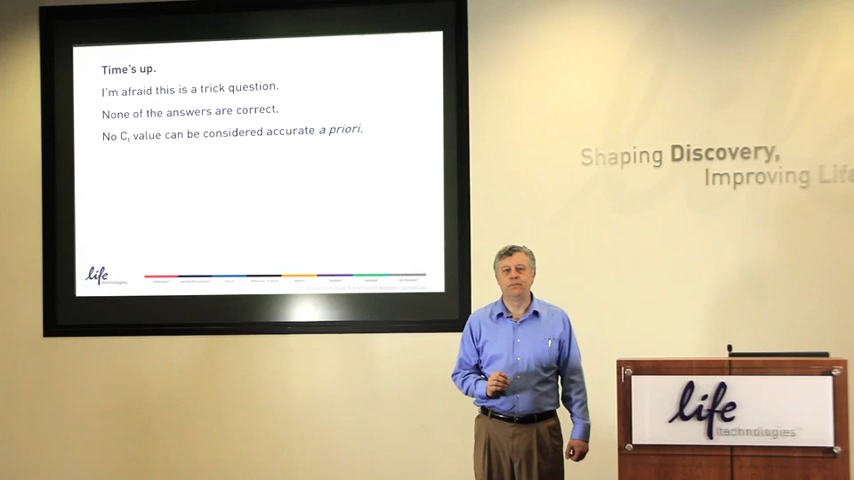 Time's up.
I'm afraid this is a trick question.
None of the answers are correct.
No Ct value can be considered accurate a priori.
life
technologies
Shaping Discovery,
Improving Life
life
technologies™